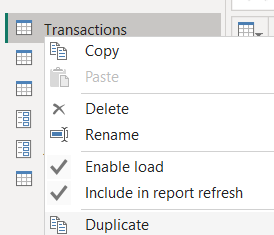 Transactions
Copy
Paste
Delete
Rename
Enable load
Include in report refresh
Duplicate